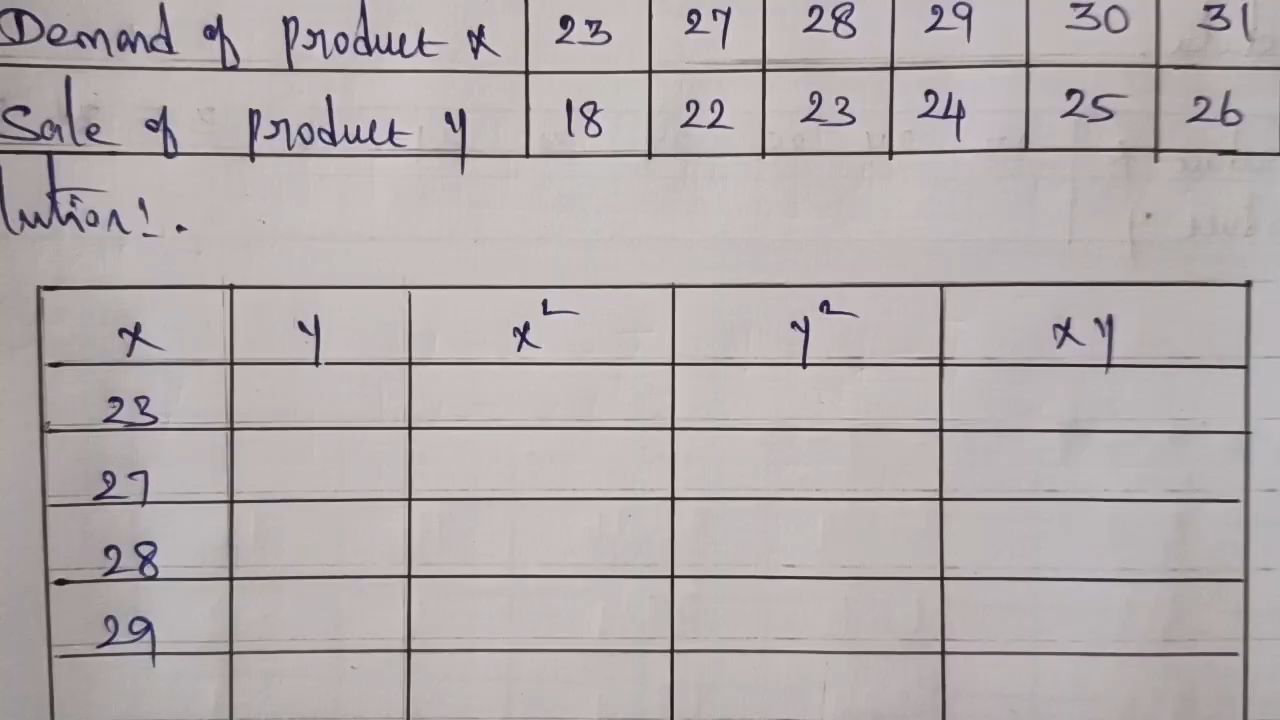 Demand of product x 23 27 28 29 30 31
Sale of product y 18 22 23 24 25 26
lution:.
x y x² y² xy
23
27
28
29